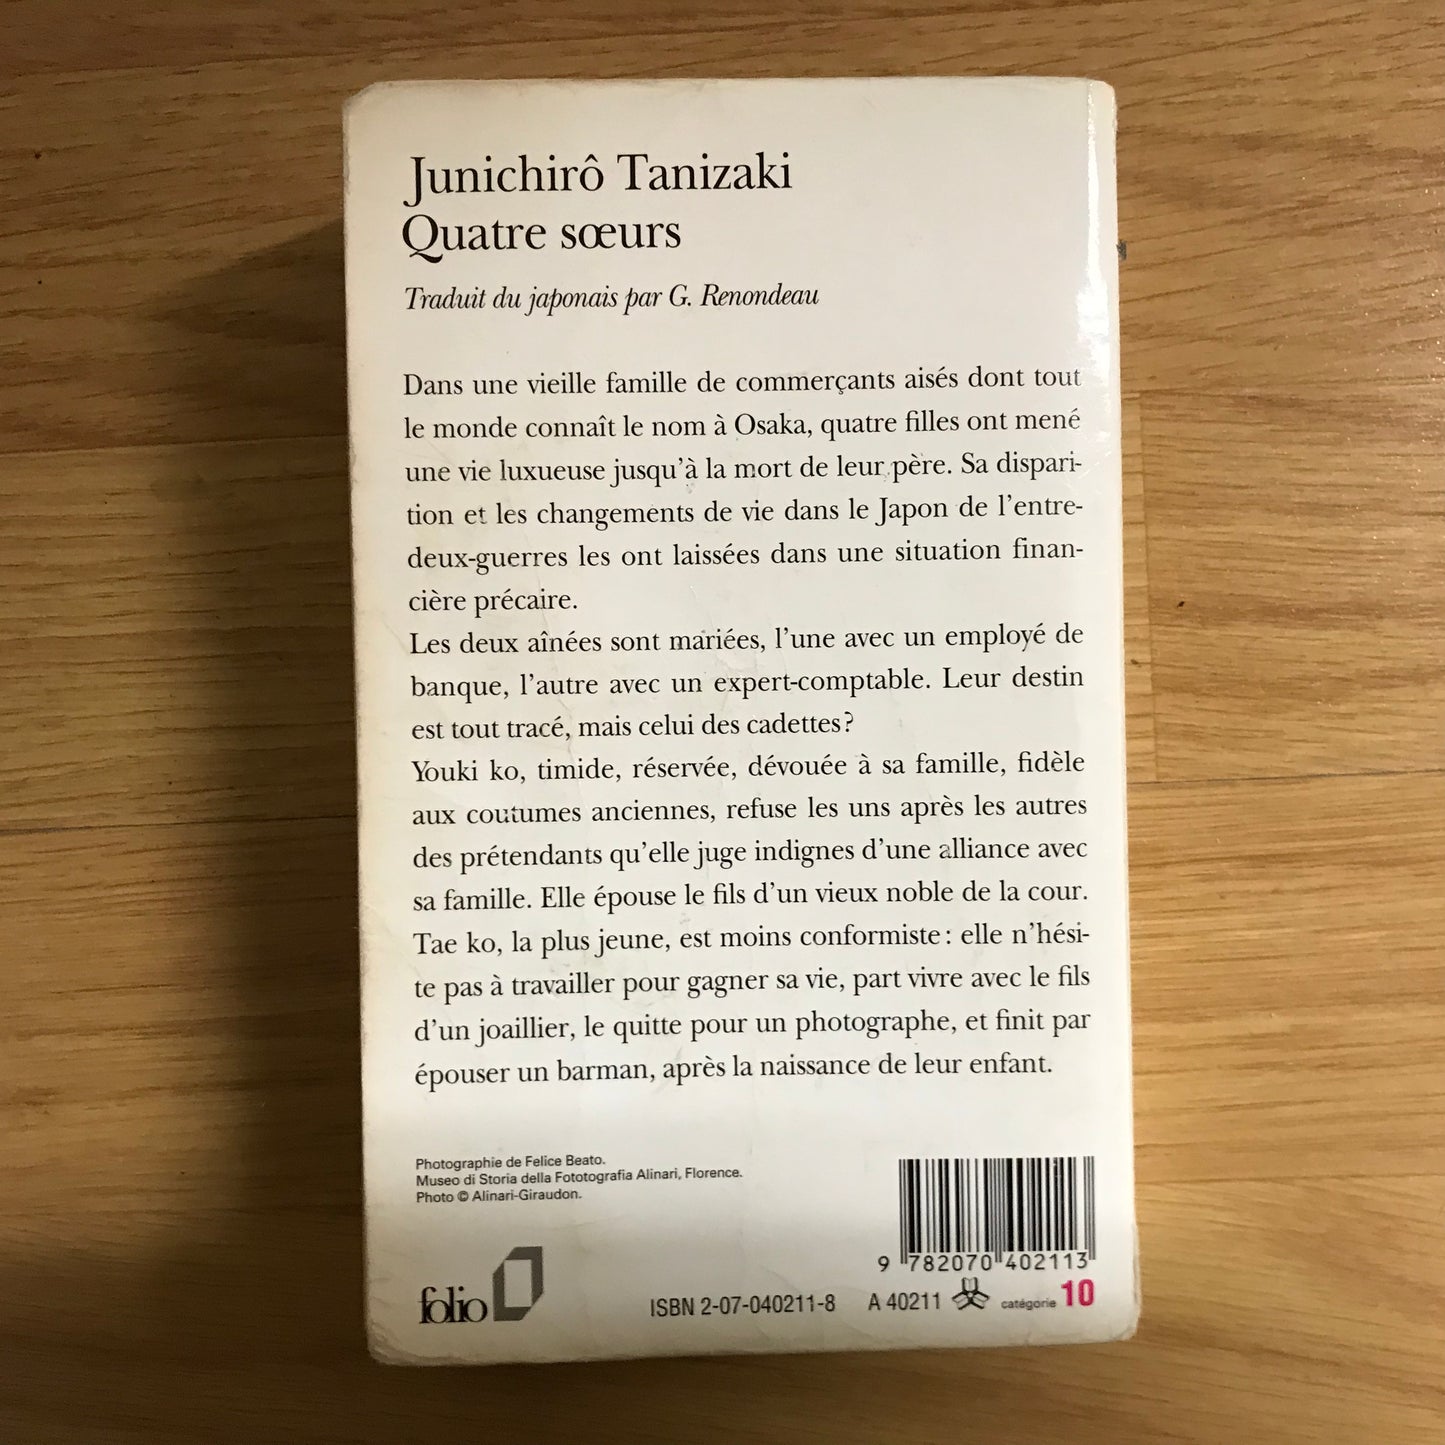 Junichirô Tanizaki
Quatre sœurs
Traduit du japonais par G. Renondeau
Dans une vieille famille de commerçants aisés dont tout
le monde connaît le nom à Osaka, quatre filles ont mené
une vie luxueuse jusqu'à la mort de leur père. Sa dispari-
tion et les changements de vie dans le Japon de l'entre-
deux-guerres les ont laissées dans une situation finan-
cière précaire.
Les deux aînées sont mariées, l'une avec un employé de
banque, l'autre avec un expert-comptable. Leur destin
est tout tracé, mais celui des cadettes?
Youki ko, timide, réservée, dévouée à sa famille, fidèle
aux coutumes anciennes, refuse les uns après les autres
des prétendants qu'elle juge indignes d'une alliance avec
sa famille. Elle épouse le fils d'un vieux noble de la cour.
Tae ko, la plus jeune, est moins conformiste : elle n'hési-
te pas à travailler pour gagner sa vie, part vivre avec le fils
d'un joaillier, le quitte pour un photographe, et finit par
épouser un barman, après la naissance de leur enfant.
Photographie de Felice Beato.
Museo di Storia della Fototografia Alinari, Florence.
Photo © Alinari-Giraudon.
9 782070 402113
folio
ISBN 2-07-040211-8 A 40211 catégorie 10